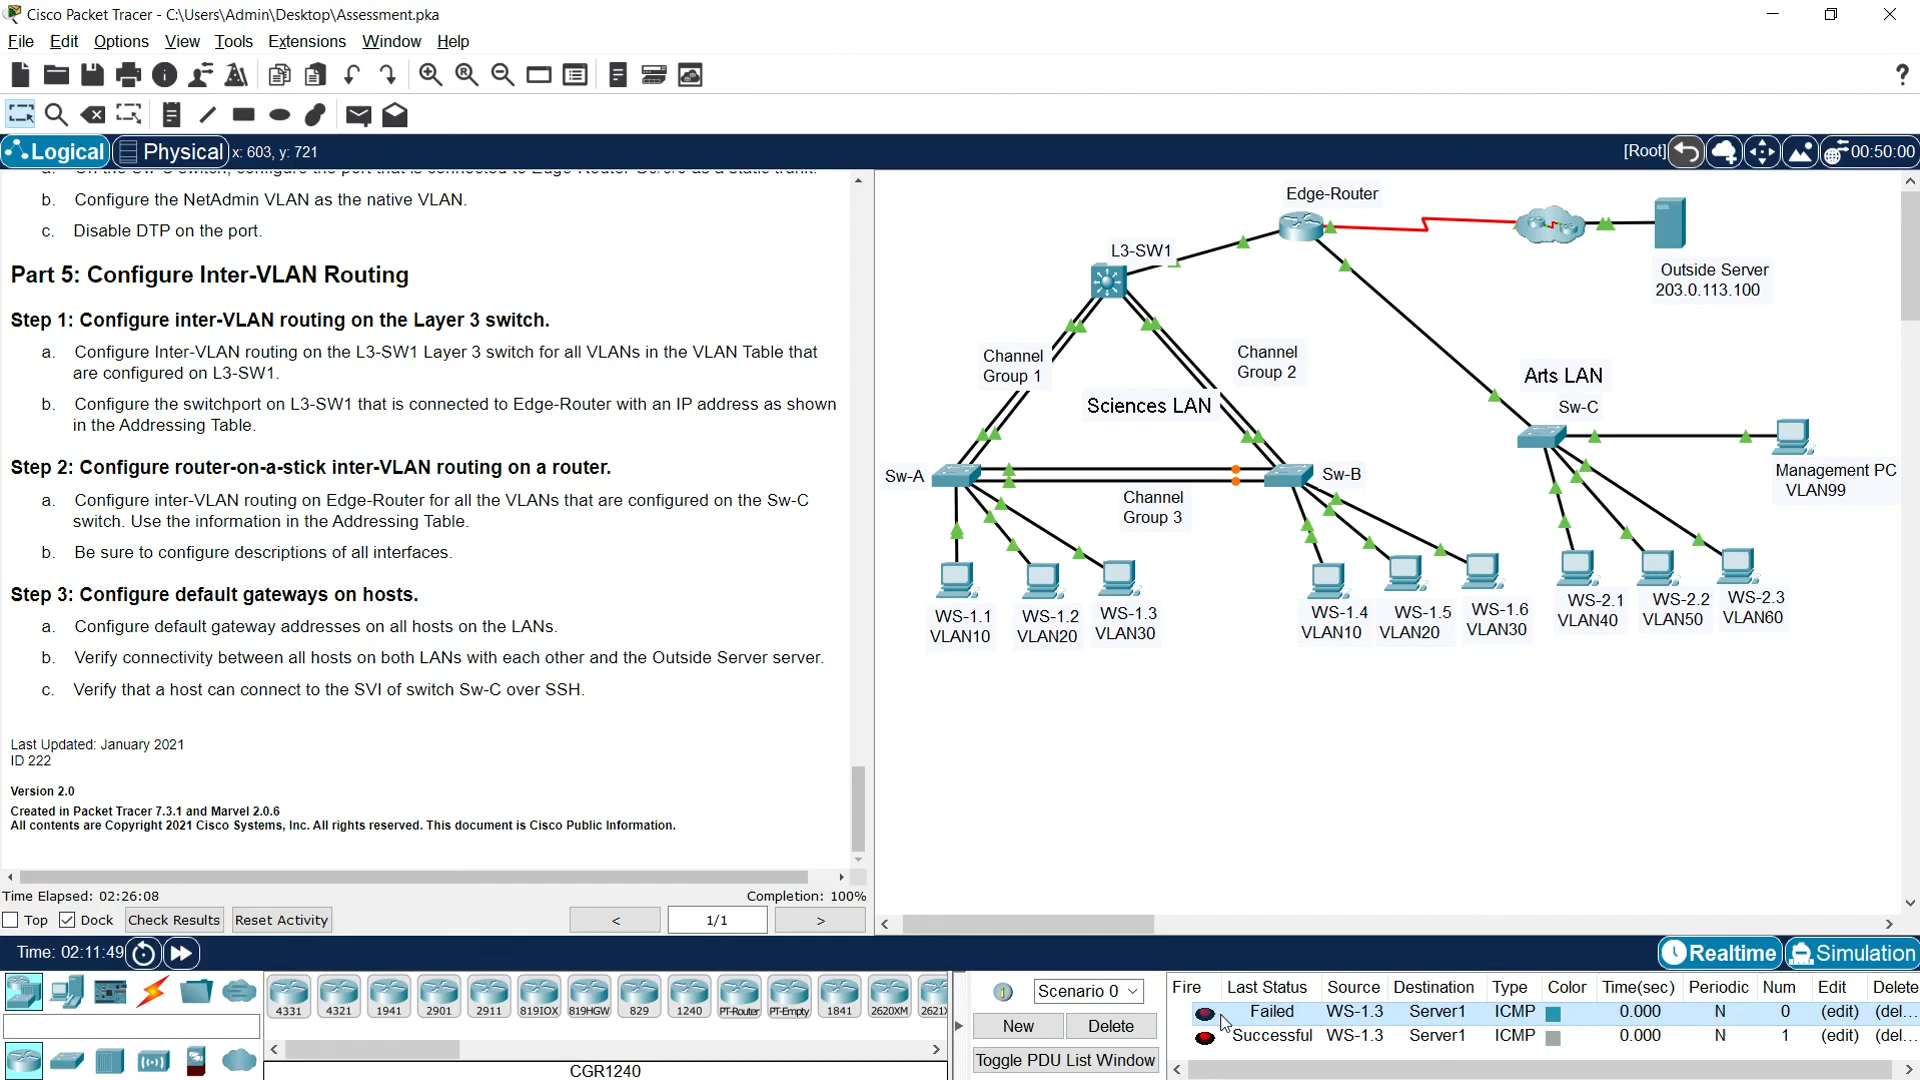 Cisco Packet Tracer - C:\Users\Admin\Desktop\Assessment.pka
File Edit Options View Tools Extensions Window Help
Logical Physical x: 603, y: 721
[Root] 00:50:00
b. Configure the NetAdmin VLAN as the native VLAN.
c. Disable DTP on the port.
Part 5: Configure Inter-VLAN Routing
Step 1: Configure inter-VLAN routing on the Layer 3 switch.
a. Configure Inter-VLAN routing on the L3-SW1 Layer 3 switch for all VLANs in the VLAN Table that
are configured on L3-SW1.
b. Configure the switchport on L3-SW1 that is connected to Edge-Router with an IP address as shown
in the Addressing Table.
Step 2: Configure router-on-a-stick inter-VLAN routing on a router.
a. Configure inter-VLAN routing on Edge-Router for all the VLANs that are configured on the Sw-C
switch. Use the information in the Addressing Table.
b. Be sure to configure descriptions of all interfaces.
Step 3: Configure default gateways on hosts.
a. Configure default gateway addresses on all hosts on the LANs.
b. Verify connectivity between all hosts on both LANs with each other and the Outside Server server.
c. Verify that a host can connect to the SVI of switch Sw-C over SSH.
Last Updated: January 2021
ID 222
Version 2.0
Created in Packet Tracer 7.3.1 and Marvel 2.0.6
All contents are Copyright 2021 Cisco Systems, Inc. All rights reserved. This document is Cisco Public Information.
Time Elapsed: 02:26:08 Completion: 100%
Top Dock Check Results Reset Activity < 1/1 >
Edge-Router
L3-SW1
Outside Server
203.0.113.100
Channel
Group 1
Channel
Group 2
Sciences LAN
Arts LAN
Sw-C
Management PC
VLAN99
Sw-A
Sw-B
Channel
Group 3
WS-1.1
VLAN10
WS-1.2
VLAN20
WS-1.3
VLAN30
WS-1.4
VLAN10
WS-1.5
VLAN20
WS-1.6
VLAN30
WS-2.1
VLAN40
WS-2.2
VLAN50
WS-2.3
VLAN60
Time: 02:11:49
Realtime Simulation
4331 4321 1941 2901 2911 819IOX 819HGW 829 1240 PT-Router PT-Empty 1841 2620XM 2621
CGR1240
Scenario 0
New Delete
Toggle PDU List Window
Fire Last Status Source Destination Type Color Time(sec) Periodic Num Edit Delete
Failed WS-1.3 Server1 ICMP 0.000 N 0 (edit) (del...
Successful WS-1.3 Server1 ICMP 0.000 N 1 (edit) (del...